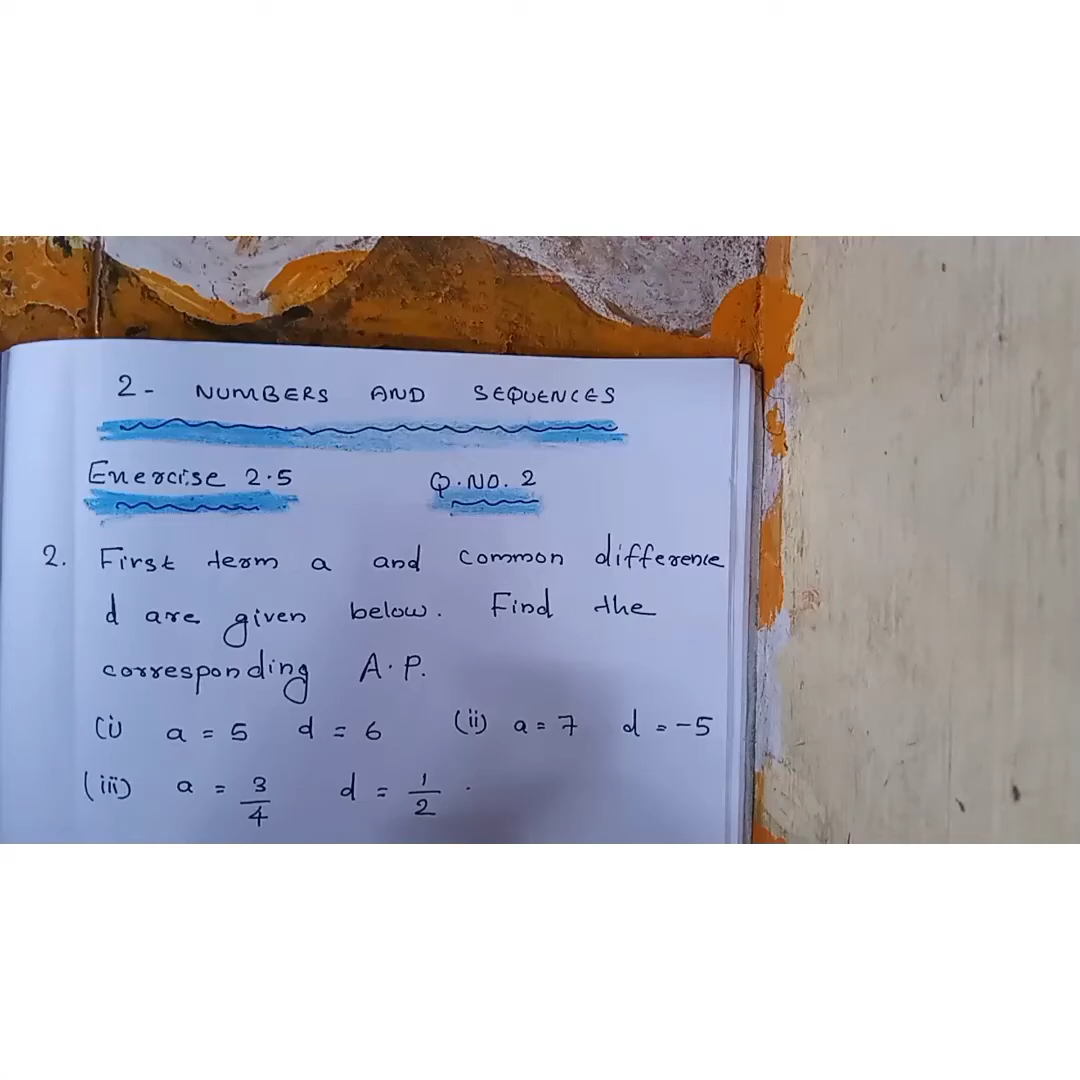 2- NUMBERS AND SEQUENCES
Enercise 2.5 Q.NO. 2
2. First term a and common difference
d are given below. Find the
corresponding A.P.
(i) a = 5 d = 6 (ii) a = 7 d = -5
(iii) a = 3/4 d = 1/2 .